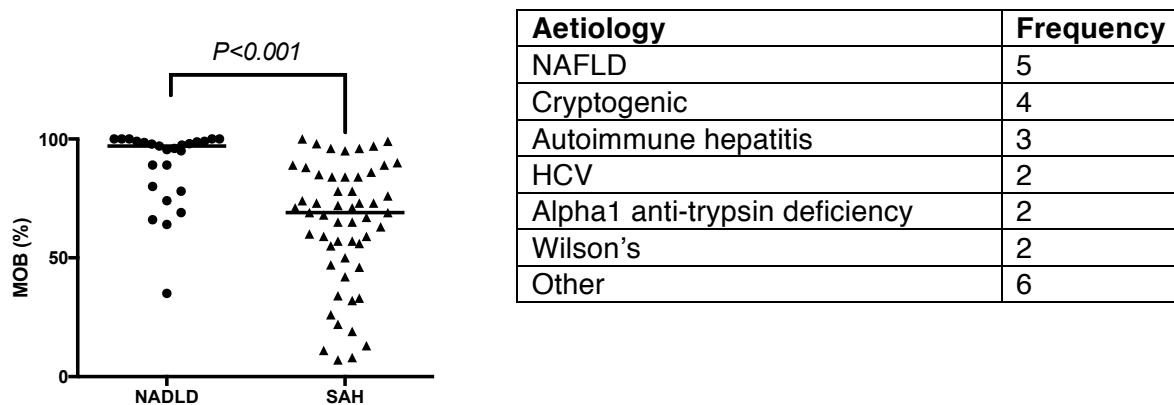 P<0.001
100
50
0
MOB (%)
NADLD SAH
Aetiology Frequency
NAFLD 5
Cryptogenic 4
Autoimmune hepatitis 3
HCV 2
Alpha1 anti-trypsin deficiency 2
Wilson's 2
Other 6